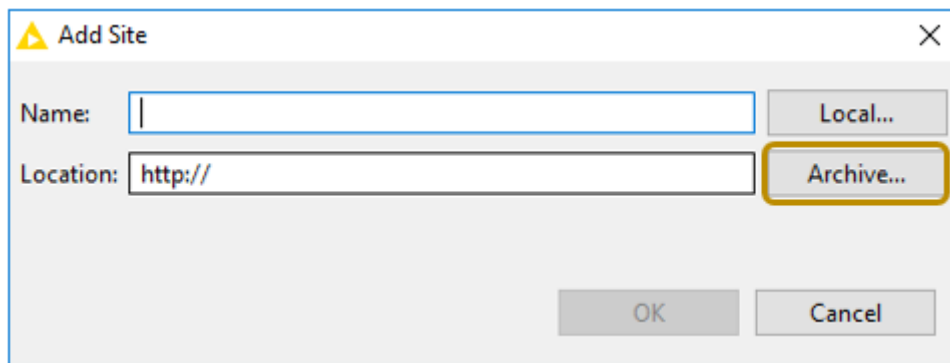 Add Site
Name: Local...
Location: http:// Archive...
OK Cancel